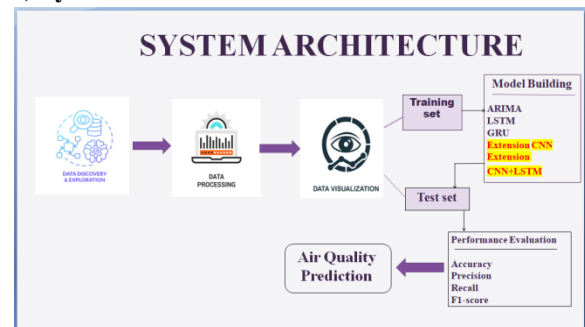 SYSTEM ARCHITECTURE
DATA DISCOVERY
& EXPLORATION
DATA
PROCESSING
DATA VISUALIZATION
Training
set
Model Building
ARIMA
LSTM
GRU
Extension CNN
Extension
CNN+LSTM
Test set
Performance Evaluation
Accuracy
Precision
Recall
F1-score
Air Quality
Prediction